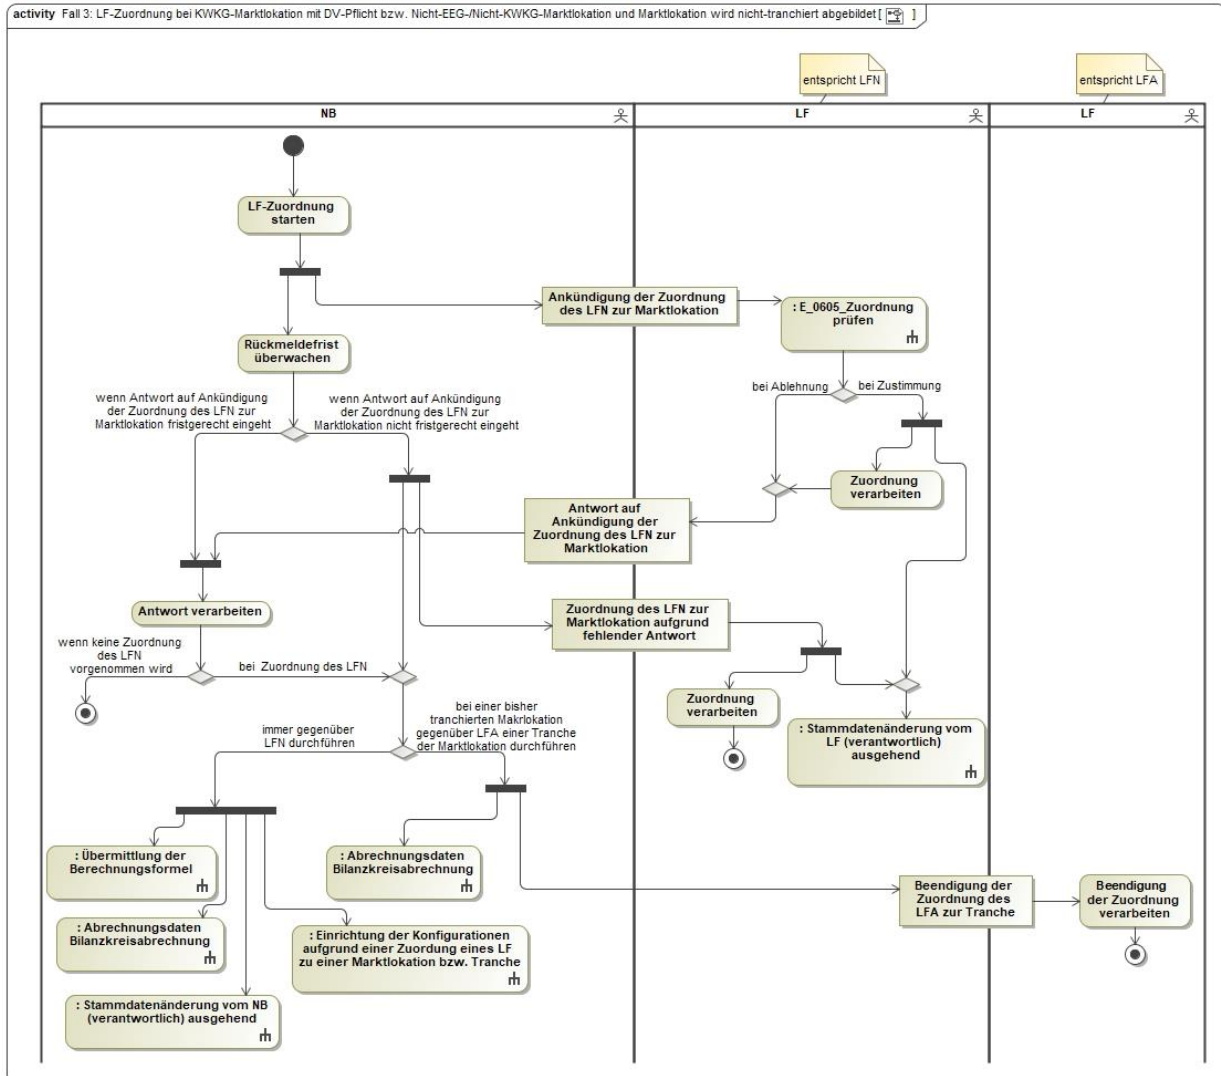 activity Fall 3: LF-Zuordnung bei KWKG-Marktlokation mit DV-Pflicht bzw. Nicht-EEG-/Nicht-KWKG-Marktlokation und Marktlokation wird nicht-tranchiert abgebildet [ ]
entspricht LFN
entspricht LFA
NB
LF
LF
LF-Zuordnung
starten
Ankündigung der Zuordnung
des LFN zur Marktlokation
: E_0605_Zuordnung
prüfen
Rückmeldefrist
überwachen
bei Ablehnung
bei Zustimmung
wenn Antwort auf Ankündigung
der Zuordnung des LFN zur
Marktlokation fristgerecht eingeht
wenn Antwort auf Ankündigung
der Zuordnung des LFN zur
Marktlokation nicht fristgerecht eingeht
Zuordnung
verarbeiten
Antwort auf
Ankündigung der
Zuordnung des LFN zur
Marktlokation
Antwort verarbeiten
Zuordnung des LFN zur
Marktlokation aufgrund
fehlender Antwort
wenn keine Zuordnung
des LFN
vorgenommen wird
bei Zuordnung des LFN
Zuordnung
verarbeiten
: Stammdatenänderung vom
LF (verantwortlich)
ausgehend
immer gegenüber
LFN durchführen
bei einer bisher
tranchierten Makrlokation
gegenüber LFA einer Tranche
der Marktlokation durchführen
: Übermittlung der
Berechnungsformel
: Abrechnungsdaten
Bilanzkreisabrechnung
Beendigung der
Zuordnung des
LFA zur Tranche
Beendigung
der Zuordnung
verarbeiten
: Abrechnungsdaten
Bilanzkreisabrechnung
: Einrichtung der Konfigurationen
aufgrund einer Zuordung eines LF
zu einer Marktlokation bzw. Tranche
: Stammdatenänderung vom NB
(verantwortlich) ausgehend